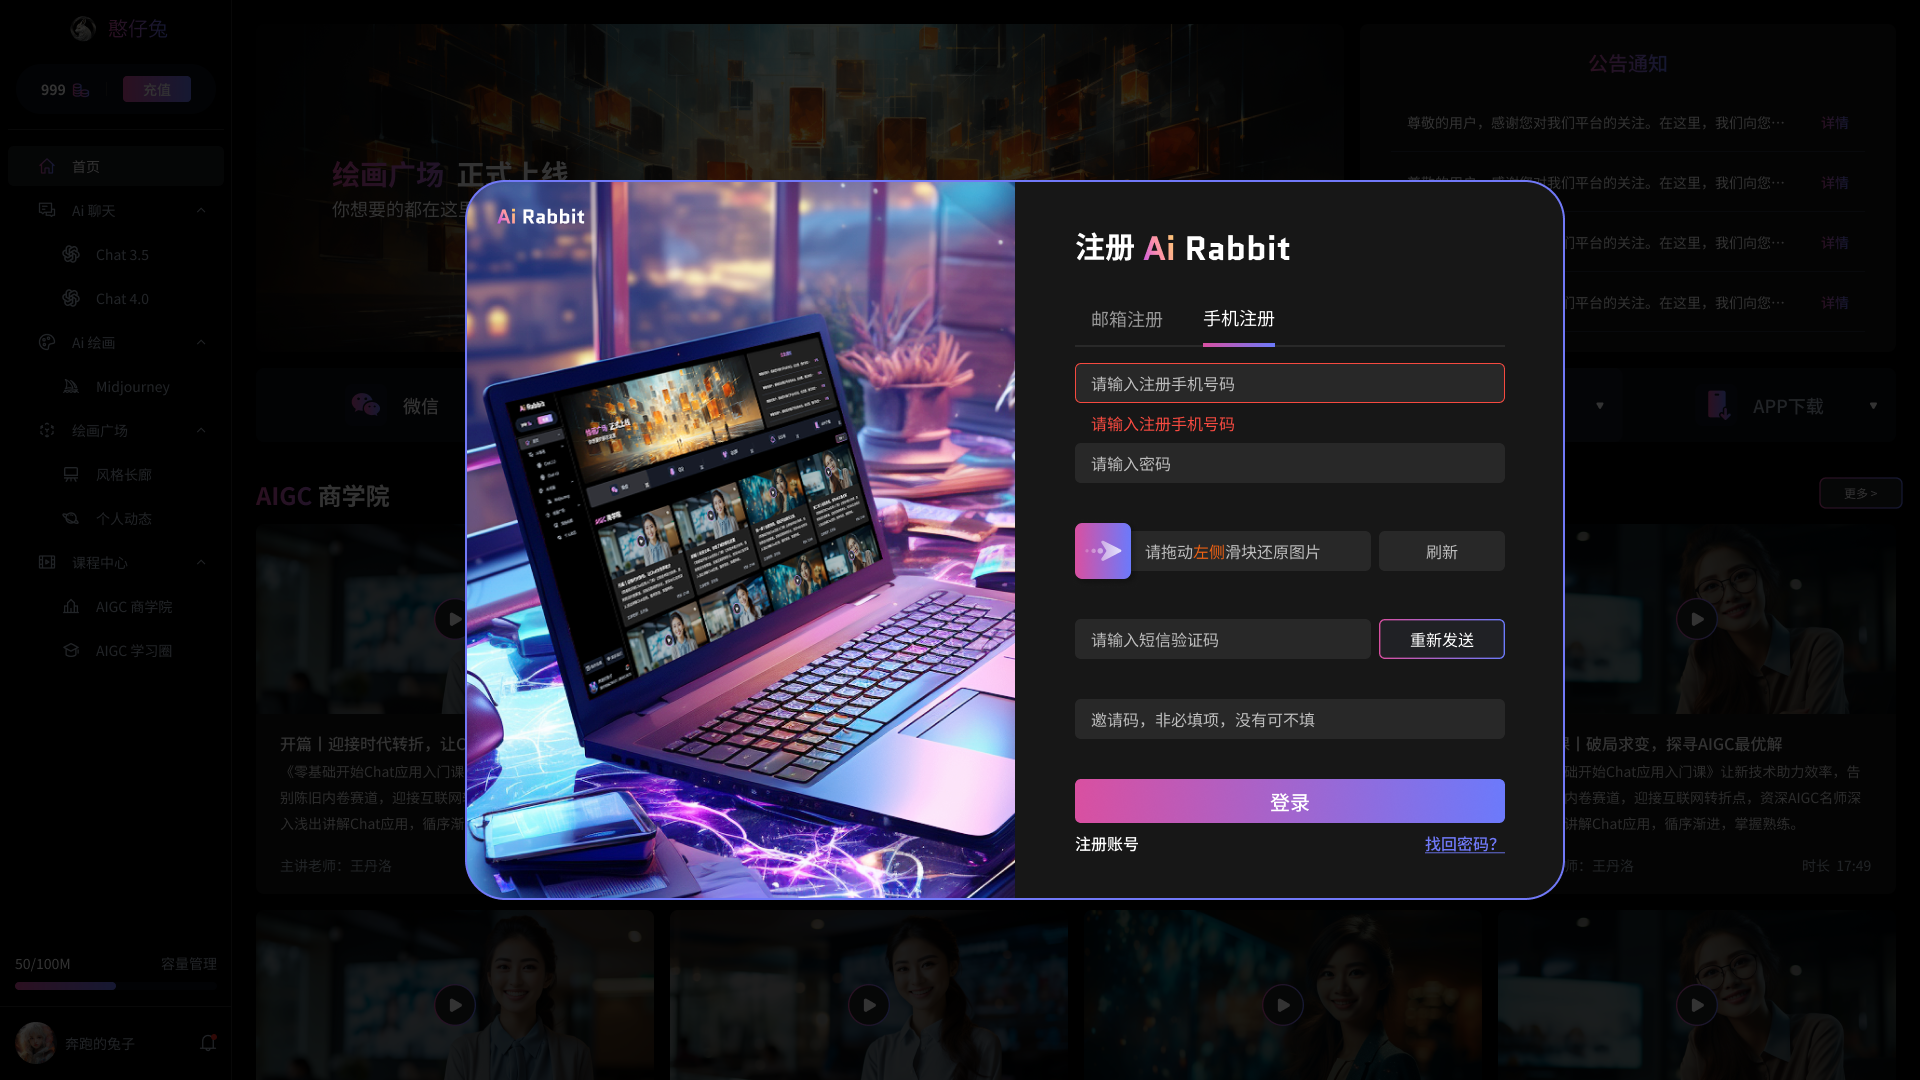 憨仔兔
999
充值
首页
Ai 聊天
Chat 3.5
Chat 4.0
Ai 绘画
Midjourney
绘画广场
风格长廊
个人动态
课程中心
AIGC 商学院
AIGC 学习圈
50/100M
容量管理
奔跑的兔子
绘画广场 正式上线
你想要的都在这里
公告通知
尊敬的用户，感谢您对我们平台的关注。在这里，我们向您… 详情
尊敬的用户，感谢您对我们平台的关注。在这里，我们向您… 详情
们平台的关注。在这里，我们向您… 详情
们平台的关注。在这里，我们向您… 详情
微信
APP下载
AIGC 商学院
更多 >
开篇丨迎接时代转折，让C
《零基础开始Chat应用入门课
别陈旧内卷赛道，迎接互联网
入浅出讲解Chat应用，循序渐
主讲老师：王丹洛
丨破局求变，探寻AIGC最优解
础开始Chat应用入门课》让新技术助力效率，告
内卷赛道，迎接互联网转折点，资深AIGC名师深
讲解Chat应用，循序渐进，掌握熟练。
师：王丹洛
时长 17:49
Ai Rabbit
注册 Ai Rabbit
邮箱注册
手机注册
请输入注册手机号码
请输入注册手机号码
请输入密码
请拖动左侧滑块还原图片
刷新
请输入短信验证码
重新发送
邀请码，非必填项，没有可不填
登录
注册账号
找回密码？